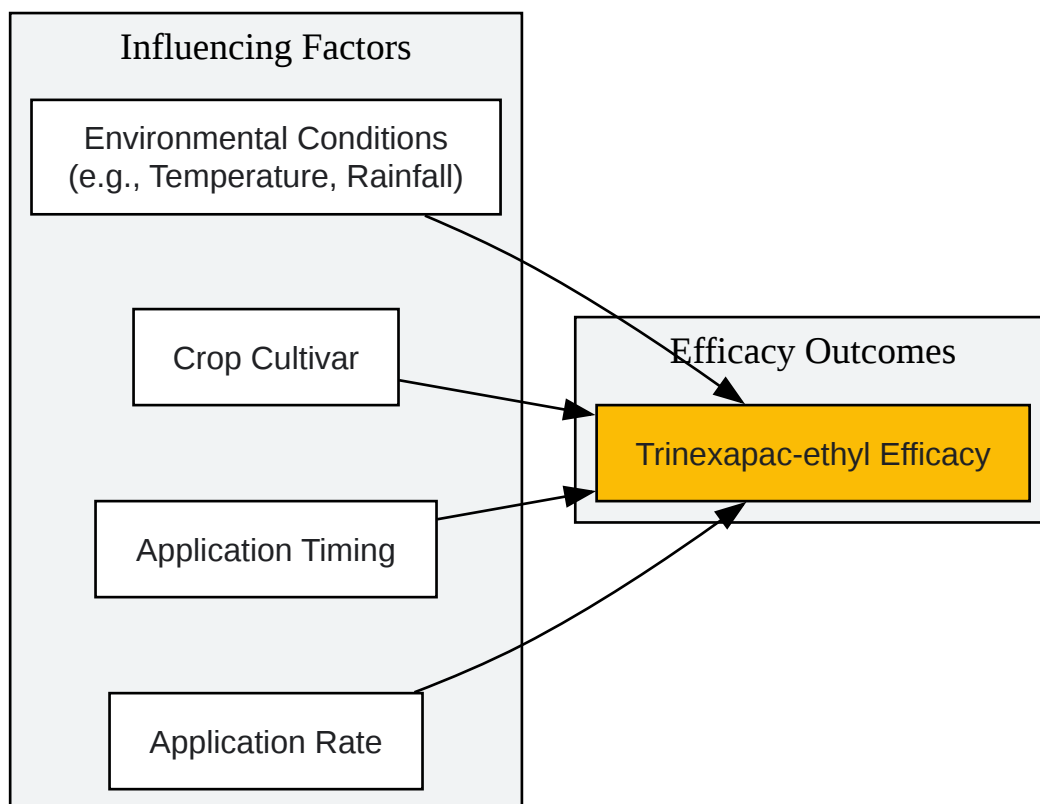 Influencing Factors
Environmental Conditions
(e.g., Temperature, Rainfall)
Crop Cultivar
Application Timing
Application Rate
Efficacy Outcomes
Trinexapac-ethyl Efficacy